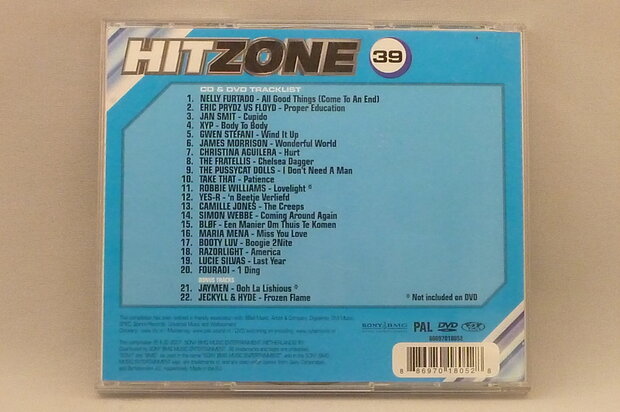 HITZONE 39
CD & DVD TRACKLIST
1. NELLY FURTADO - All Good Things (Come To An End)
2. ERIC PRYDZ VS FLOYD - Proper Education
3. JAN SMIT - Cupido
4. XYP - Body To Body
5. GWEN STEFANI - Wind It Up
6. JAMES MORRISON - Wonderful World
7. CHRISTINA AGUILERA - Hurt
8. THE FRATELLIS - Chelsea Dagger
9. THE PUSSYCAT DOLLS - I Don't Need A Man
10. TAKE THAT - Patience
11. ROBBIE WILLIAMS - Lovelight °
12. YES-R - 'n Beetje Verliefd
13. CAMILLE JONES - The Creeps
14. SIMON WEBBE - Coming Around Again
15. BLØF - Een Manier Om Thuis Te Komen
16. MARIA MENA - Miss You Love
17. BOOTY LUV - Boogie 2Nite
18. RAZORLIGHT - America
19. LUCIE SILVAS - Last Year
20. FOURADI - 1 Ding
BONUS TRACKS
21. JAYMEN - Ooh La Lishious °
22. JECKYLL & HYDE - Frozen Flame
° Not included on DVD
SONY BMG
MUSIC ENTERTAINMENT
PAL DVD
88697018052
8 86970 18052 8